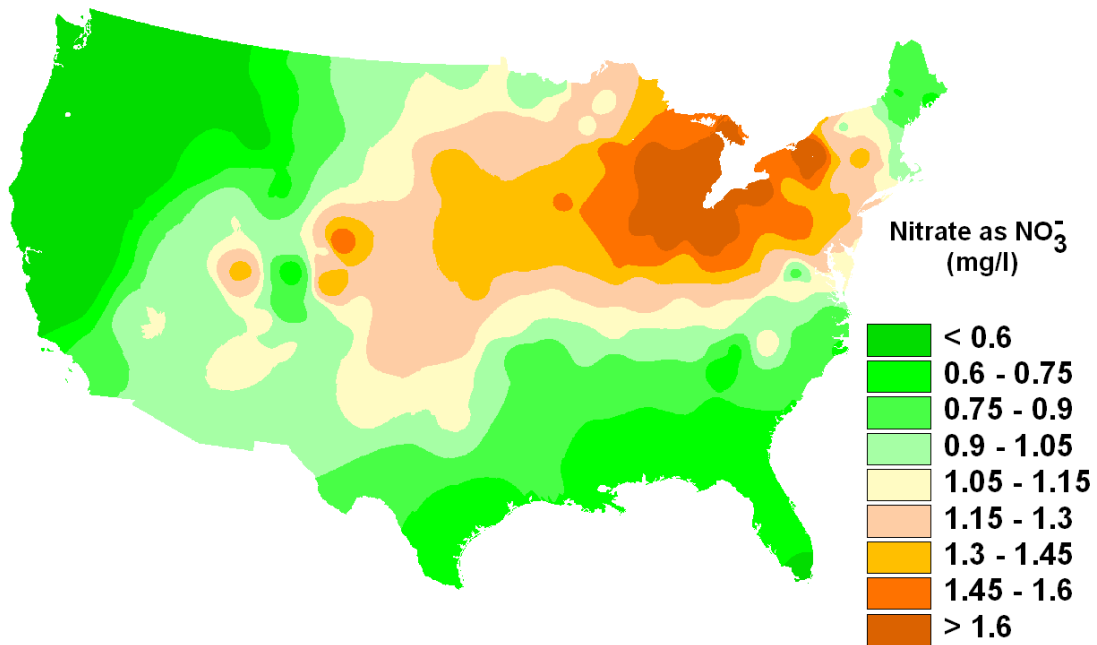 Nitrate as NO₃⁻
(mg/l)
< 0.6
0.6 - 0.75
0.75 - 0.9
0.9 - 1.05
1.05 - 1.15
1.15 - 1.3
1.3 - 1.45
1.45 - 1.6
> 1.6